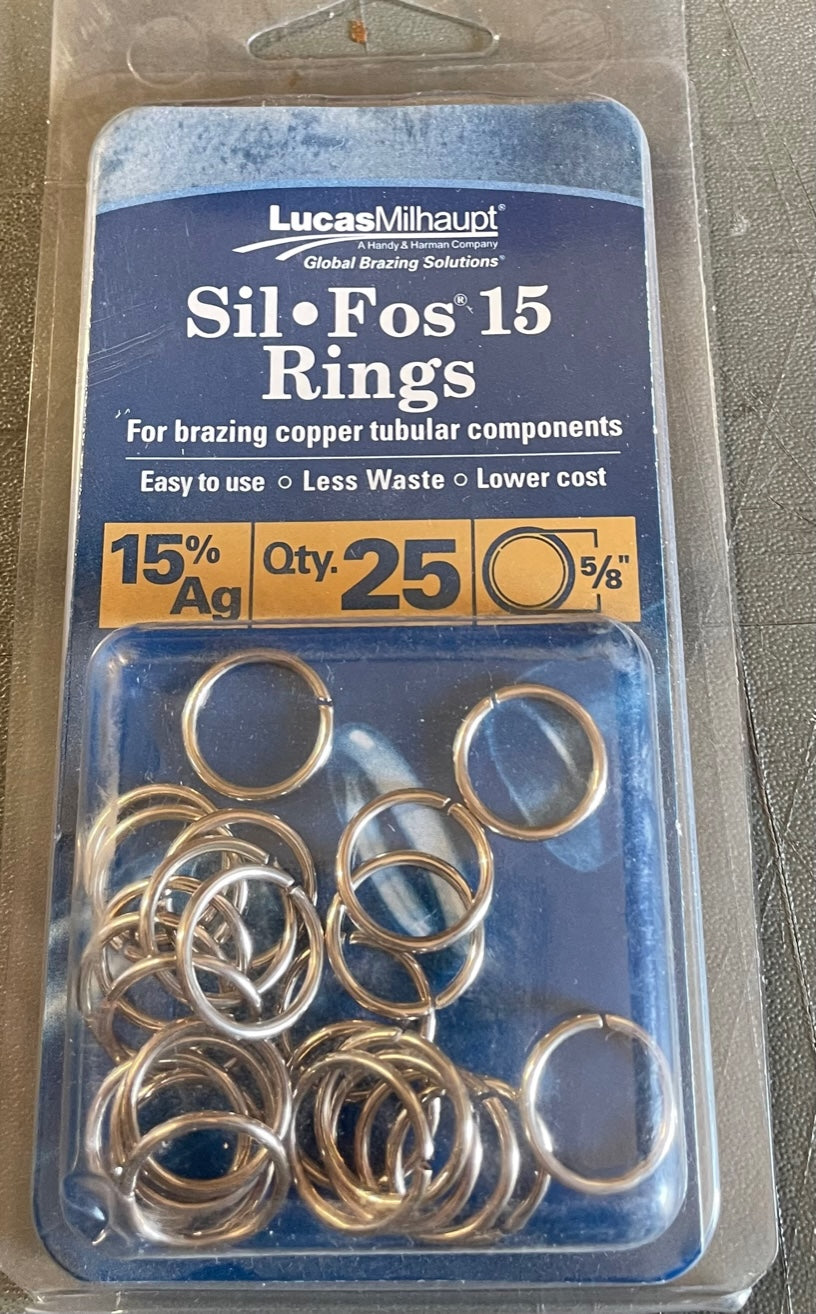 LucasMilhaupt®
A Handy & Harman Company
Global Brazing Solutions®
Sil•Fos® 15
Rings
For brazing copper tubular components
Easy to use ○ Less Waste ○ Lower cost
15% Ag
Qty. 25
5/8"